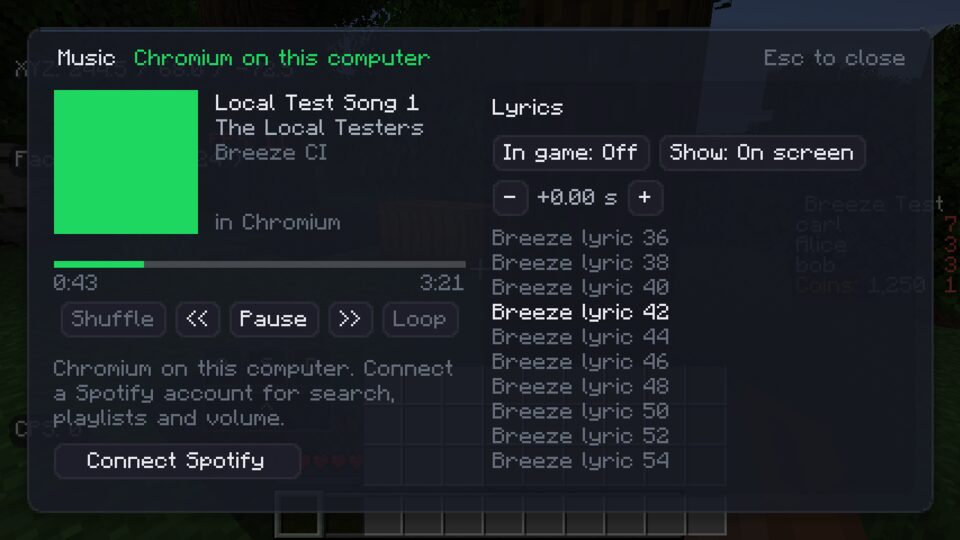 Music Chromium on this computer
Esc to close
Local Test Song 1
The Local Testers
Breeze CI
in Chromium
0:43
3:21
Shuffle << Pause >> Loop
Chromium on this computer. Connect
a Spotify account for search,
playlists and volume.
Connect Spotify
Lyrics
In game: Off Show: On screen
- +0.00 s +
Breeze lyric 36
Breeze lyric 38
Breeze lyric 40
Breeze lyric 42
Breeze lyric 44
Breeze lyric 46
Breeze lyric 48
Breeze lyric 50
Breeze lyric 52
Breeze lyric 54
Breeze Test
carl 7
Alice 3
bob 3
Coins: 1,250 1